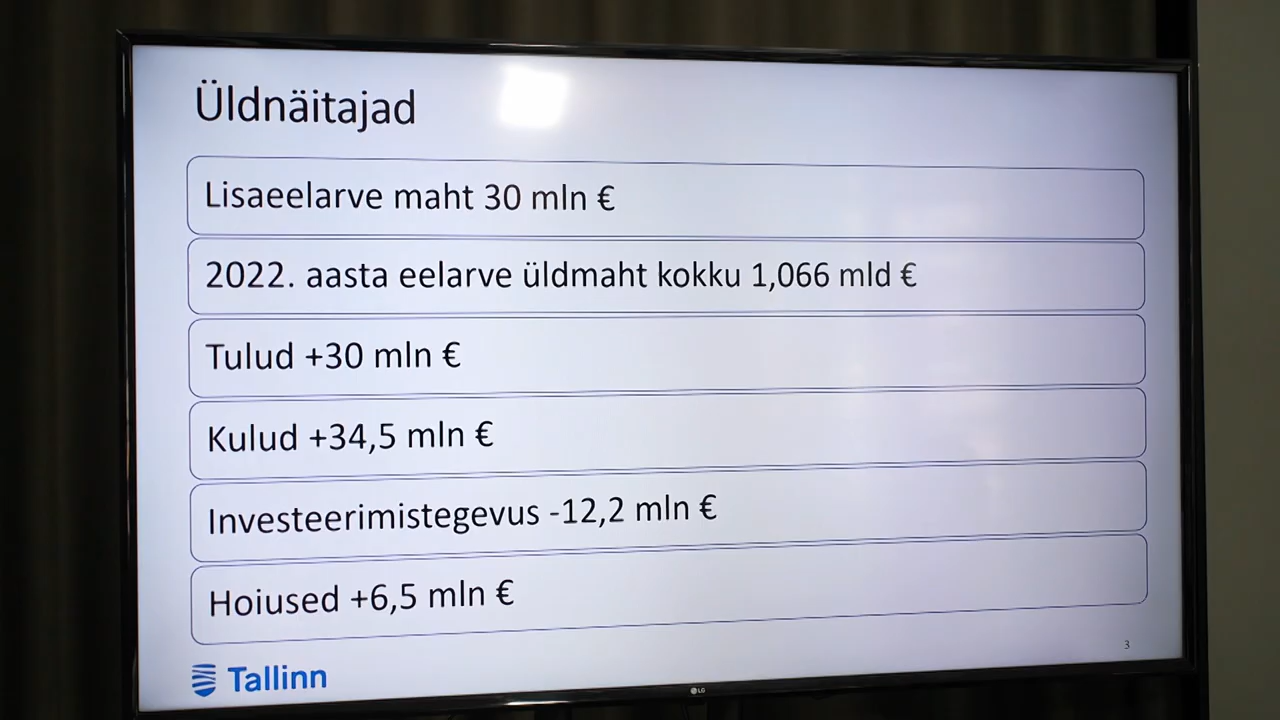 Üldnäitajad
Lisaeelarve maht 30 mln €
2022. aasta eelarve üldmaht kokku 1,066 mld €
Tulud +30 mln €
Kulud +34,5 mln €
Investeerimistegevus -12,2 mln €
Hoiused +6,5 mln €
3
Tallinn
LG